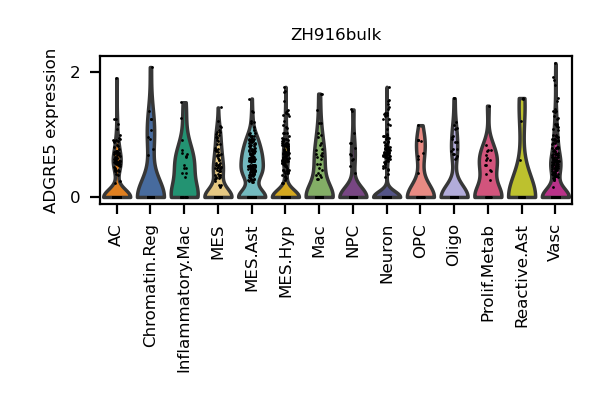 ZH916bulk
ADGRE5 expression
2
0
AC
Chromatin.Reg
Inflammatory.Mac
MES
MES.Ast
MES.Hyp
Mac
NPC
Neuron
OPC
Oligo
Prolif.Metab
Reactive.Ast
Vasc